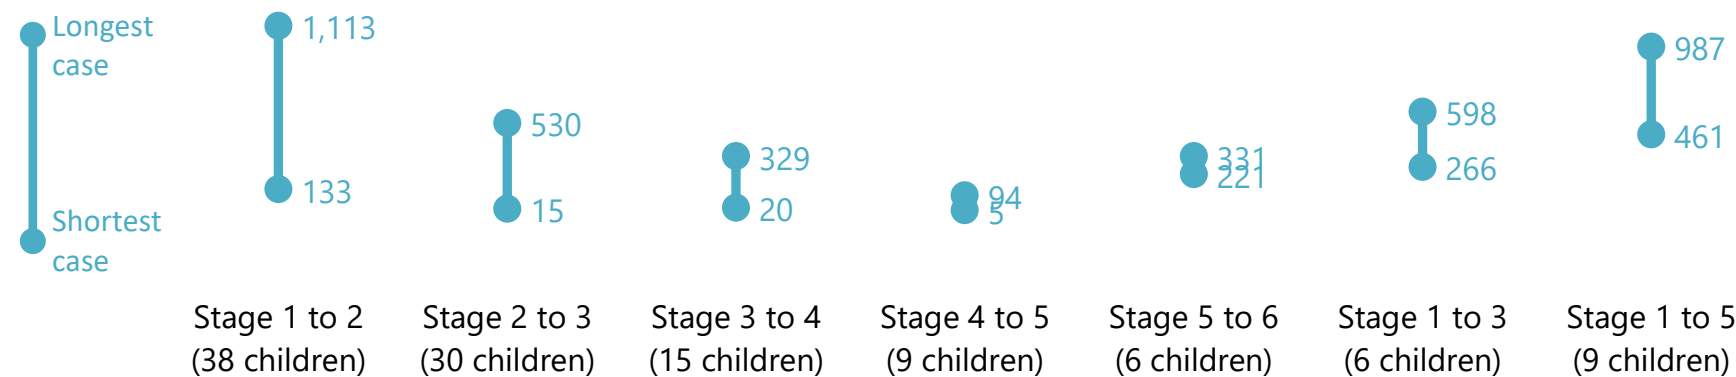 Longest
case
Shortest
case
1,113
133
530
15
329
20
94
5
331
221
598
266
987
461
Stage 1 to 2
(38 children)
Stage 2 to 3
(30 children)
Stage 3 to 4
(15 children)
Stage 4 to 5
(9 children)
Stage 5 to 6
(6 children)
Stage 1 to 3
(6 children)
Stage 1 to 5
(9 children)